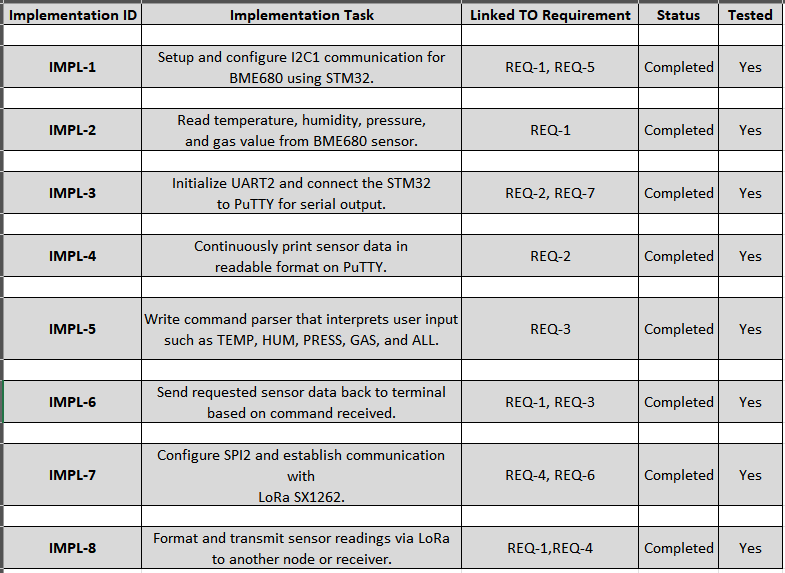 Implementation ID Implementation Task Linked TO Requirement Status Tested
IMPL-1 Setup and configure I2C1 communication for BME680 using STM32. REQ-1, REQ-5 Completed Yes
IMPL-2 Read temperature, humidity, pressure, and gas value from BME680 sensor. REQ-1 Completed Yes
IMPL-3 Initialize UART2 and connect the STM32 to PuTTY for serial output. REQ-2, REQ-7 Completed Yes
IMPL-4 Continuously print sensor data in readable format on PuTTY. REQ-2 Completed Yes
IMPL-5 Write command parser that interprets user input such as TEMP, HUM, PRESS, GAS, and ALL. REQ-3 Completed Yes
IMPL-6 Send requested sensor data back to terminal based on command received. REQ-1, REQ-3 Completed Yes
IMPL-7 Configure SPI2 and establish communication with LoRa SX1262. REQ-4, REQ-6 Completed Yes
IMPL-8 Format and transmit sensor readings via LoRa to another node or receiver. REQ-1,REQ-4 Completed Yes